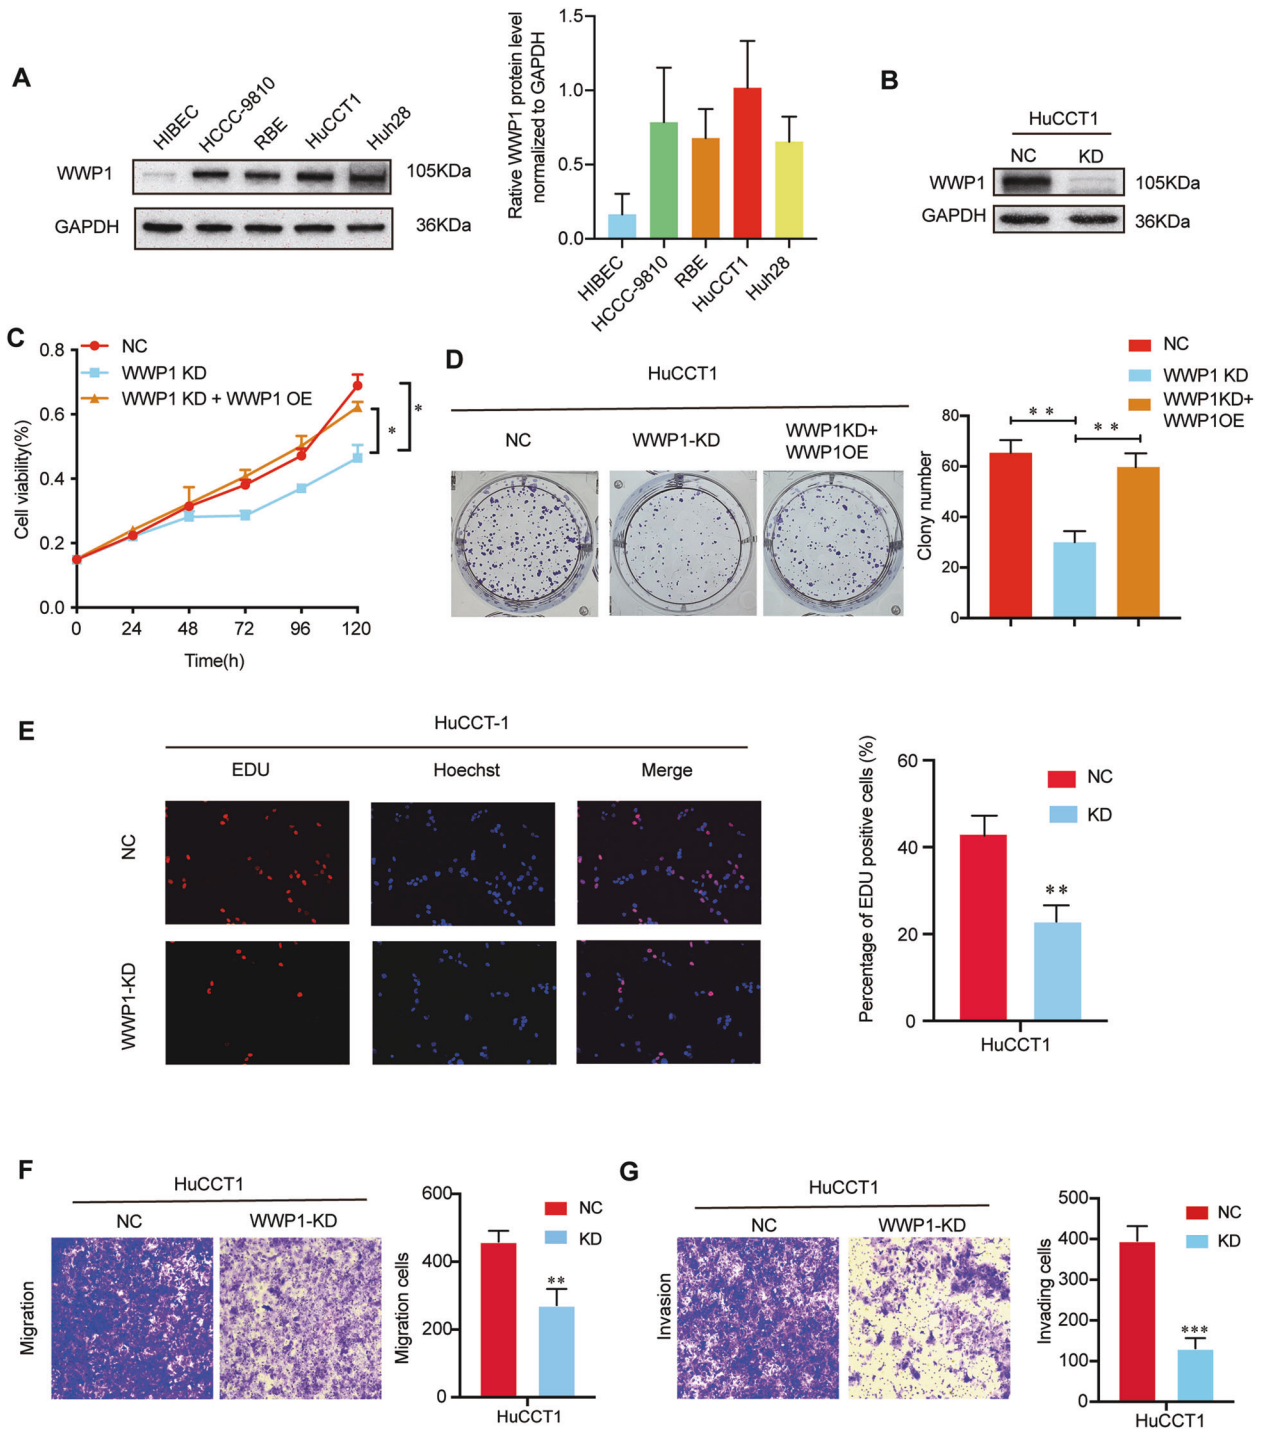 A
HIBEC
HCCC-9810
RBE
HuCCT1
Huh28
WWP1
105KDa
GAPDH
36KDa
Rative WWP1 protein level
normalized to GAPDH
1.5
1.0
0.5
0.0
HIBEC
HCCC-9810
RBE
HuCCT1
Huh28
B
HuCCT1
NC KD
WWP1
105KDa
GAPDH
36KDa
C
NC
WWP1 KD
WWP1 KD + WWP1 OE
Cell viability(%)
0.8
0.6
0.4
0.2
0.0
0 24 48 72 96 120
Time(h)
*
*
D
HuCCT1
NC
WWP1-KD
WWP1KD+
WWP1OE
NC
WWP1 KD
WWP1KD+
WWP1OE
Clony number
80
60
40
20
0
**
**
E
HuCCT-1
EDU Hoechst Merge
NC
WWP1-KD
Percentage of EDU positive cells (%)
60
40
20
0
NC
KD
**
HuCCT1
F
HuCCT1
NC WWP1-KD
Migration
Migration cells
600
400
200
0
NC
KD
**
HuCCT1
G
HuCCT1
NC WWP1-KD
Invasion
Invading cells
500
400
300
200
100
0
NC
KD
***
HuCCT1